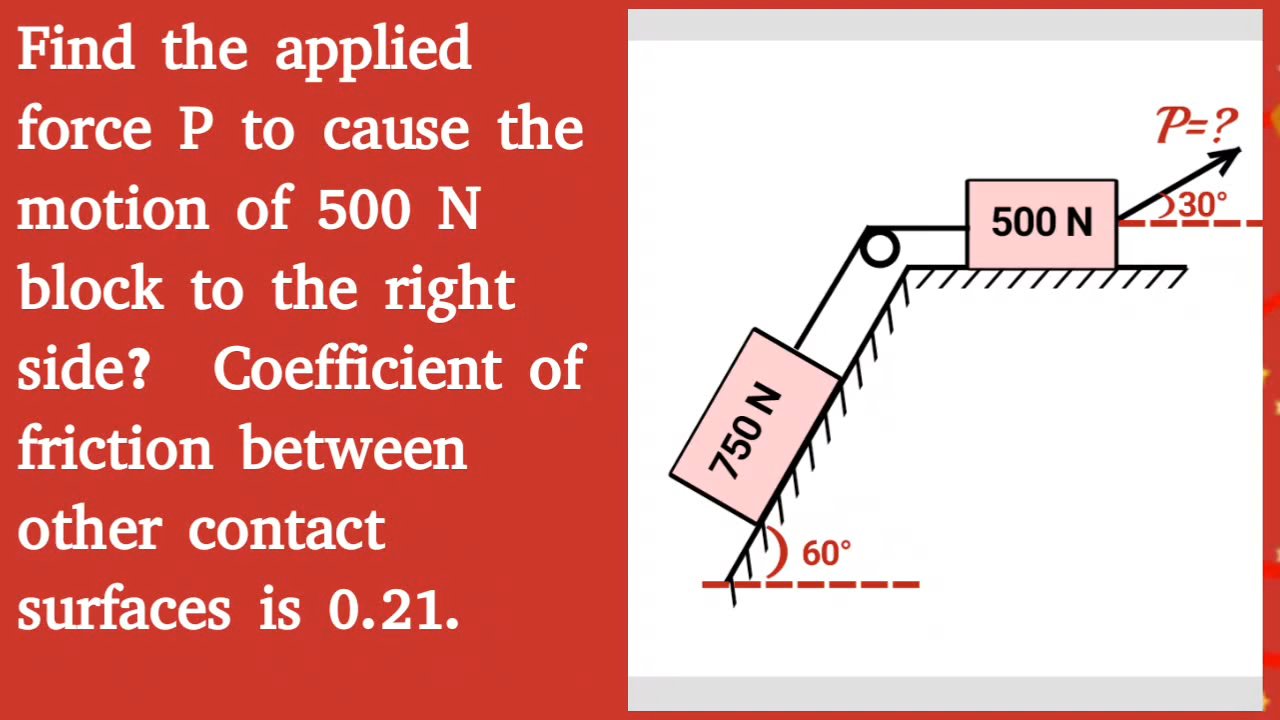 Find the applied
force P to cause the
motion of 500 N
block to the right
side? Coefficient of
friction between
other contact
surfaces is 0.21.
P=?
30°
500 N
750 N
60°